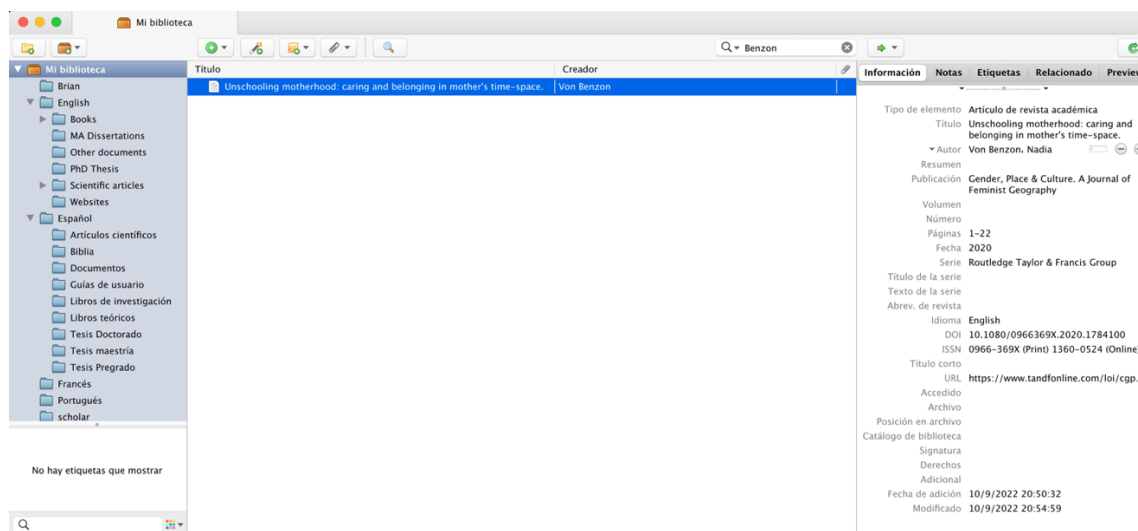 Mi biblioteca
Benzon
Mi biblioteca
Brian
English
Books
MA Dissertations
Other documents
PhD Thesis
Scientific articles
Websites
Español
Artículos científicos
Biblia
Documentos
Guías de usuario
Libros de investigación
Libros teóricos
Tesis Doctorado
Tesis maestría
Tesis Pregrado
Francés
Portugués
scholar
No hay etiquetas que mostrar
Título Creador
Unschooling motherhood: caring and belonging in mother's time-space. Von Benzon
Información Notas Etiquetas Relacionado
Tipo de elemento Artículo de revista académica
Título Unschooling motherhood: caring and
belonging in mother's time-space.
Autor Von Benzon, Nadia
Resumen
Publicación Gender, Place & Culture. A Journal of
Feminist Geography
Volumen
Número
Páginas 1-22
Fecha 2020
Serie Routledge Taylor & Francis Group
Título de la serie
Texto de la serie
Abrev. de revista
Idioma English
DOI 10.1080/0966369X.2020.1784100
ISSN 0966-369X (Print) 1360-0524 (Online)
Título corto
URL https://www.tandfonline.com/loi/cgp.
Accedido
Archivo
Posición en archivo
Catálogo de biblioteca
Signatura
Derechos
Adicional
Fecha de adición 10/9/2022 20:50:32
Modificado 10/9/2022 20:54:59